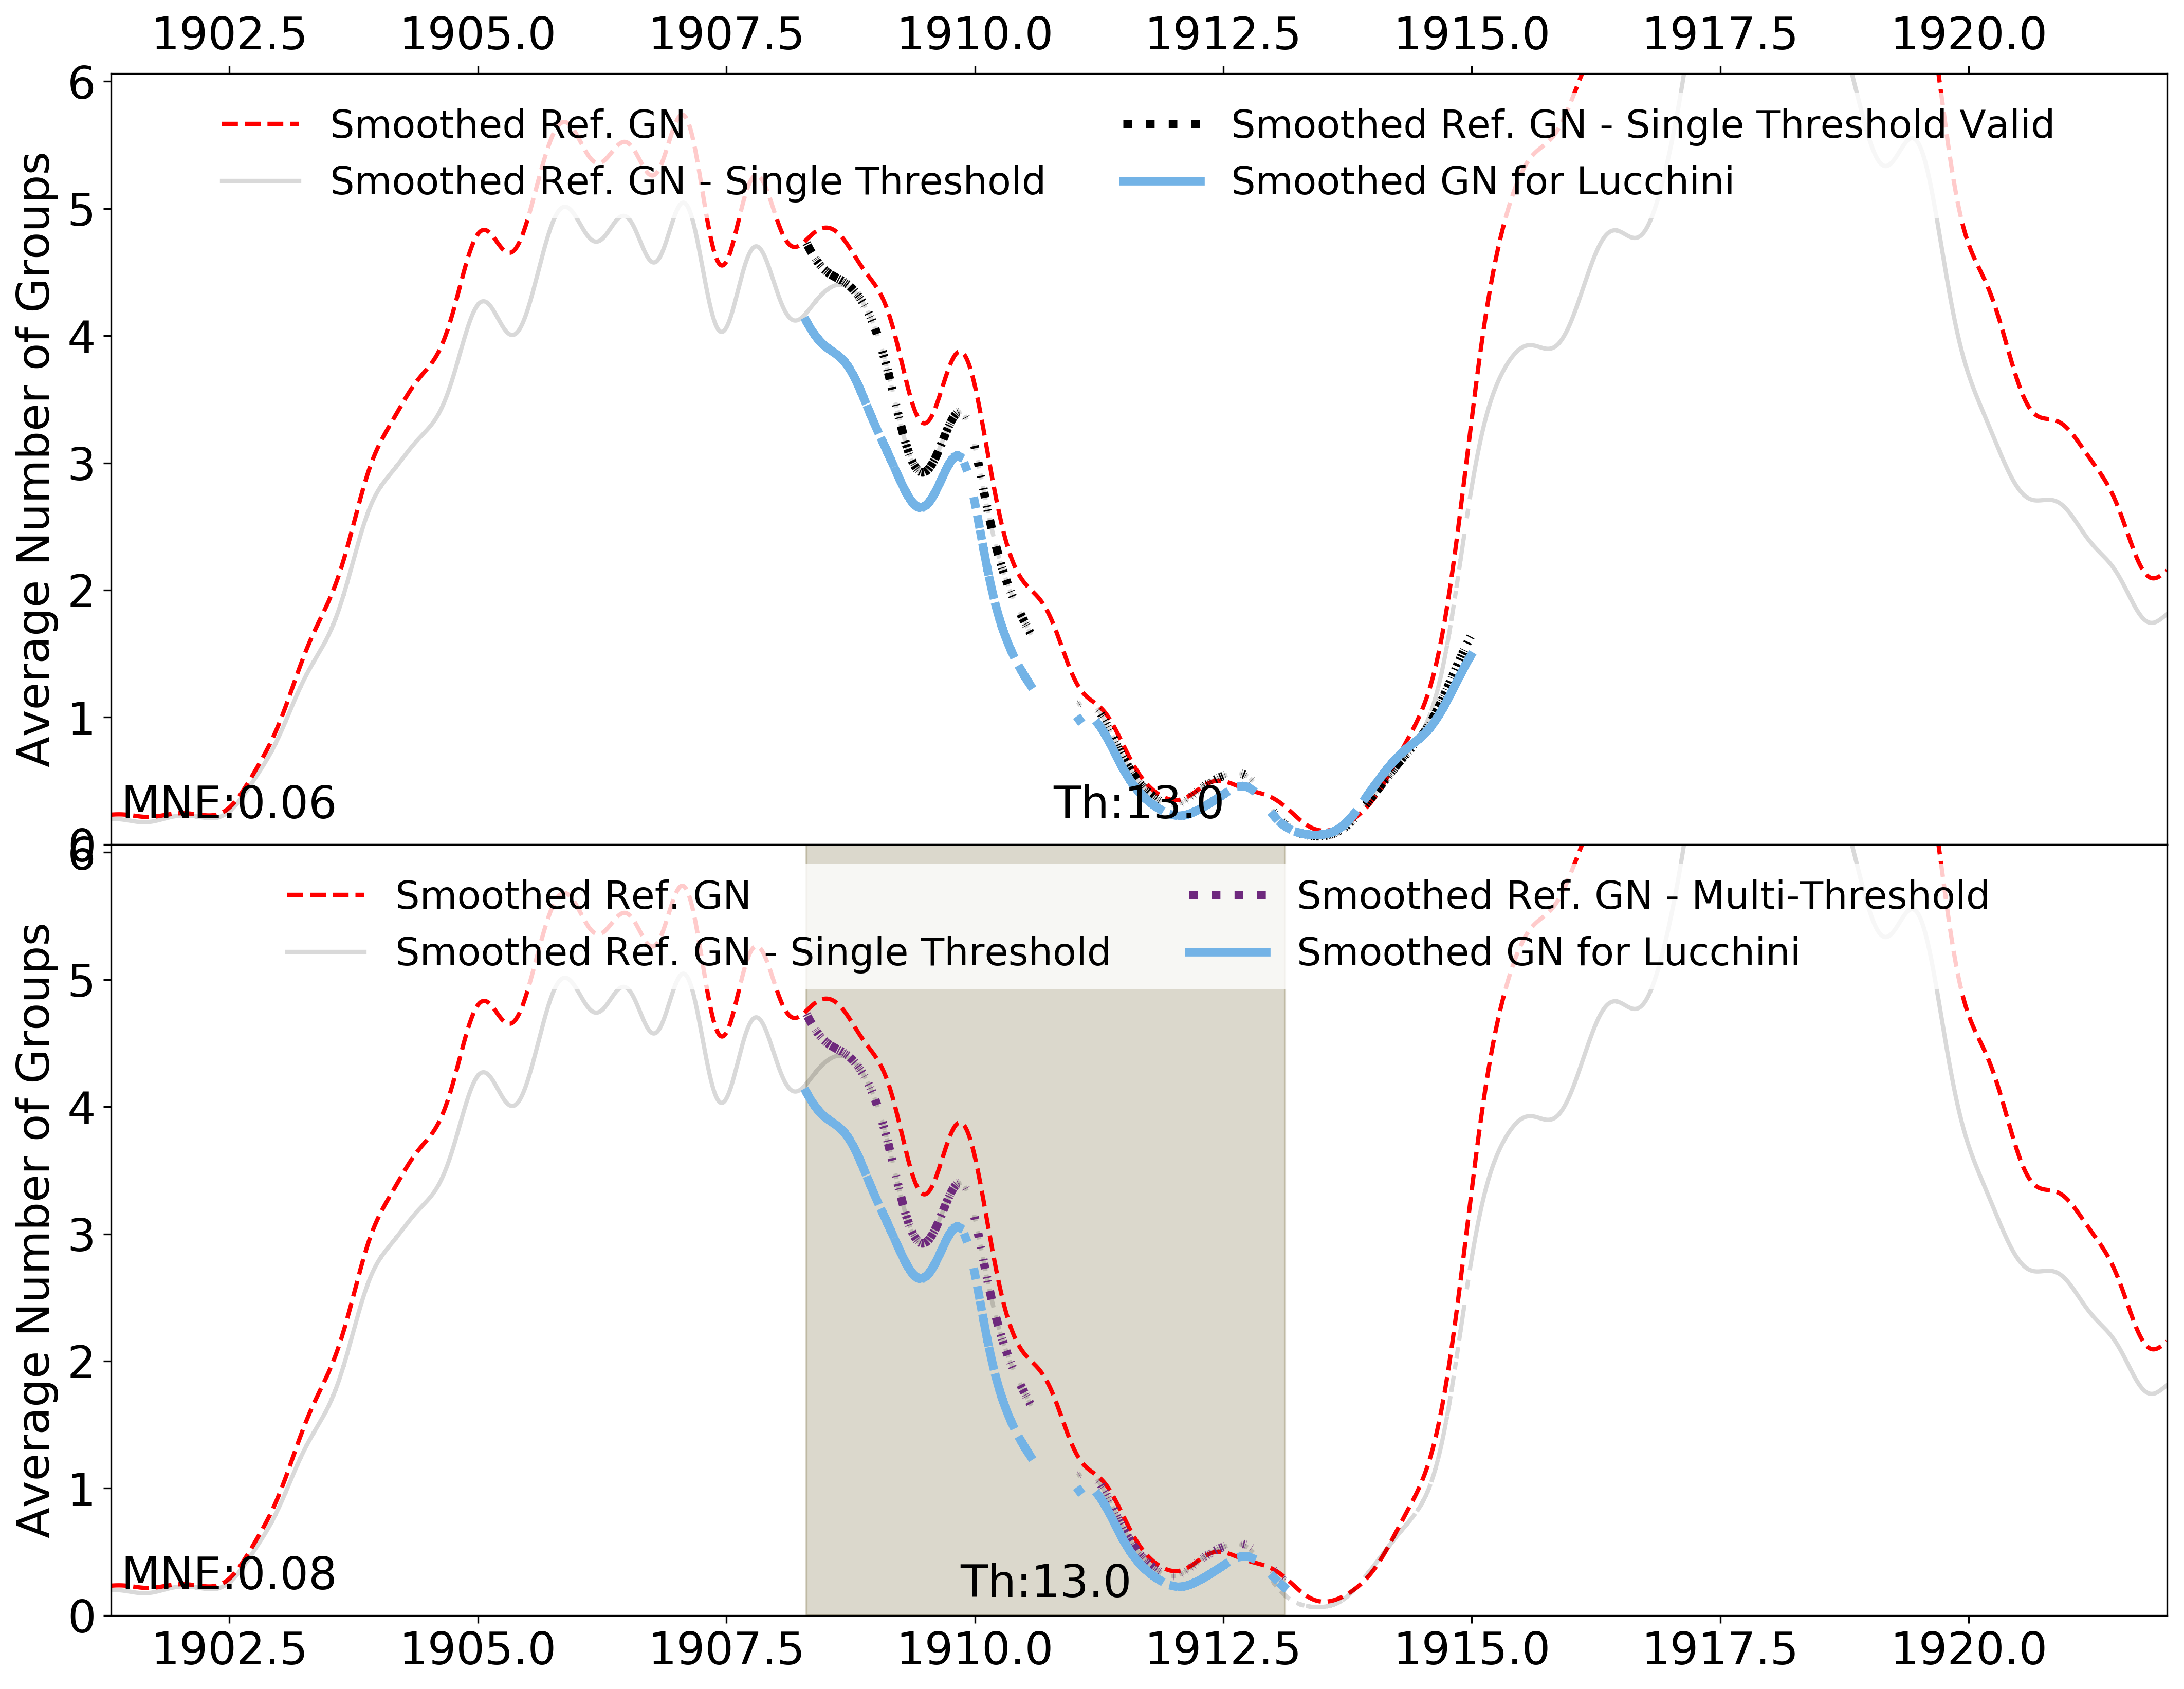 1902.5 1905.0 1907.5 1910.0 1912.5 1915.0 1917.5 1920.0
Smoothed Ref. GN
Smoothed Ref. GN - Single Threshold
Smoothed Ref. GN - Single Threshold Valid
Smoothed GN for Lucchini
Average Number of Groups
6
5
4
3
2
1
0
MNE:0.06
Th:13.0
Smoothed Ref. GN
Smoothed Ref. GN - Single Threshold
Smoothed Ref. GN - Multi-Threshold
Smoothed GN for Lucchini
Average Number of Groups
6
5
4
3
2
1
0
MNE:0.08
Th:13.0
1902.5 1905.0 1907.5 1910.0 1912.5 1915.0 1917.5 1920.0